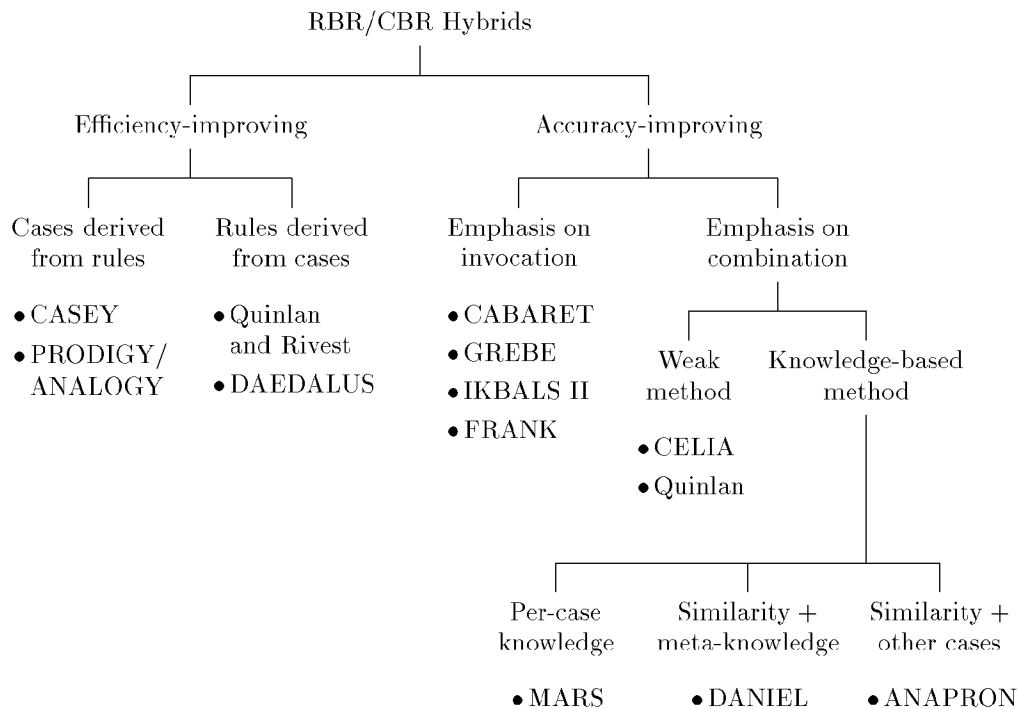 RBR/CBR Hybrids
Efficiency-improving
Accuracy-improving
Cases derived
from rules
• CASEY
• PRODIGY/
ANALOGY
Rules derived
from cases
• Quinlan
and Rivest
• DAEDALUS
Emphasis on
invocation
• CABARET
• GREBE
• IKBALS II
• FRANK
Emphasis on
combination
Weak
method
• CELIA
• Quinlan
Knowledge-based
method
Per-case
knowledge
• MARS
Similarity +
meta-knowledge
• DANIEL
Similarity +
other cases
• ANAPRON